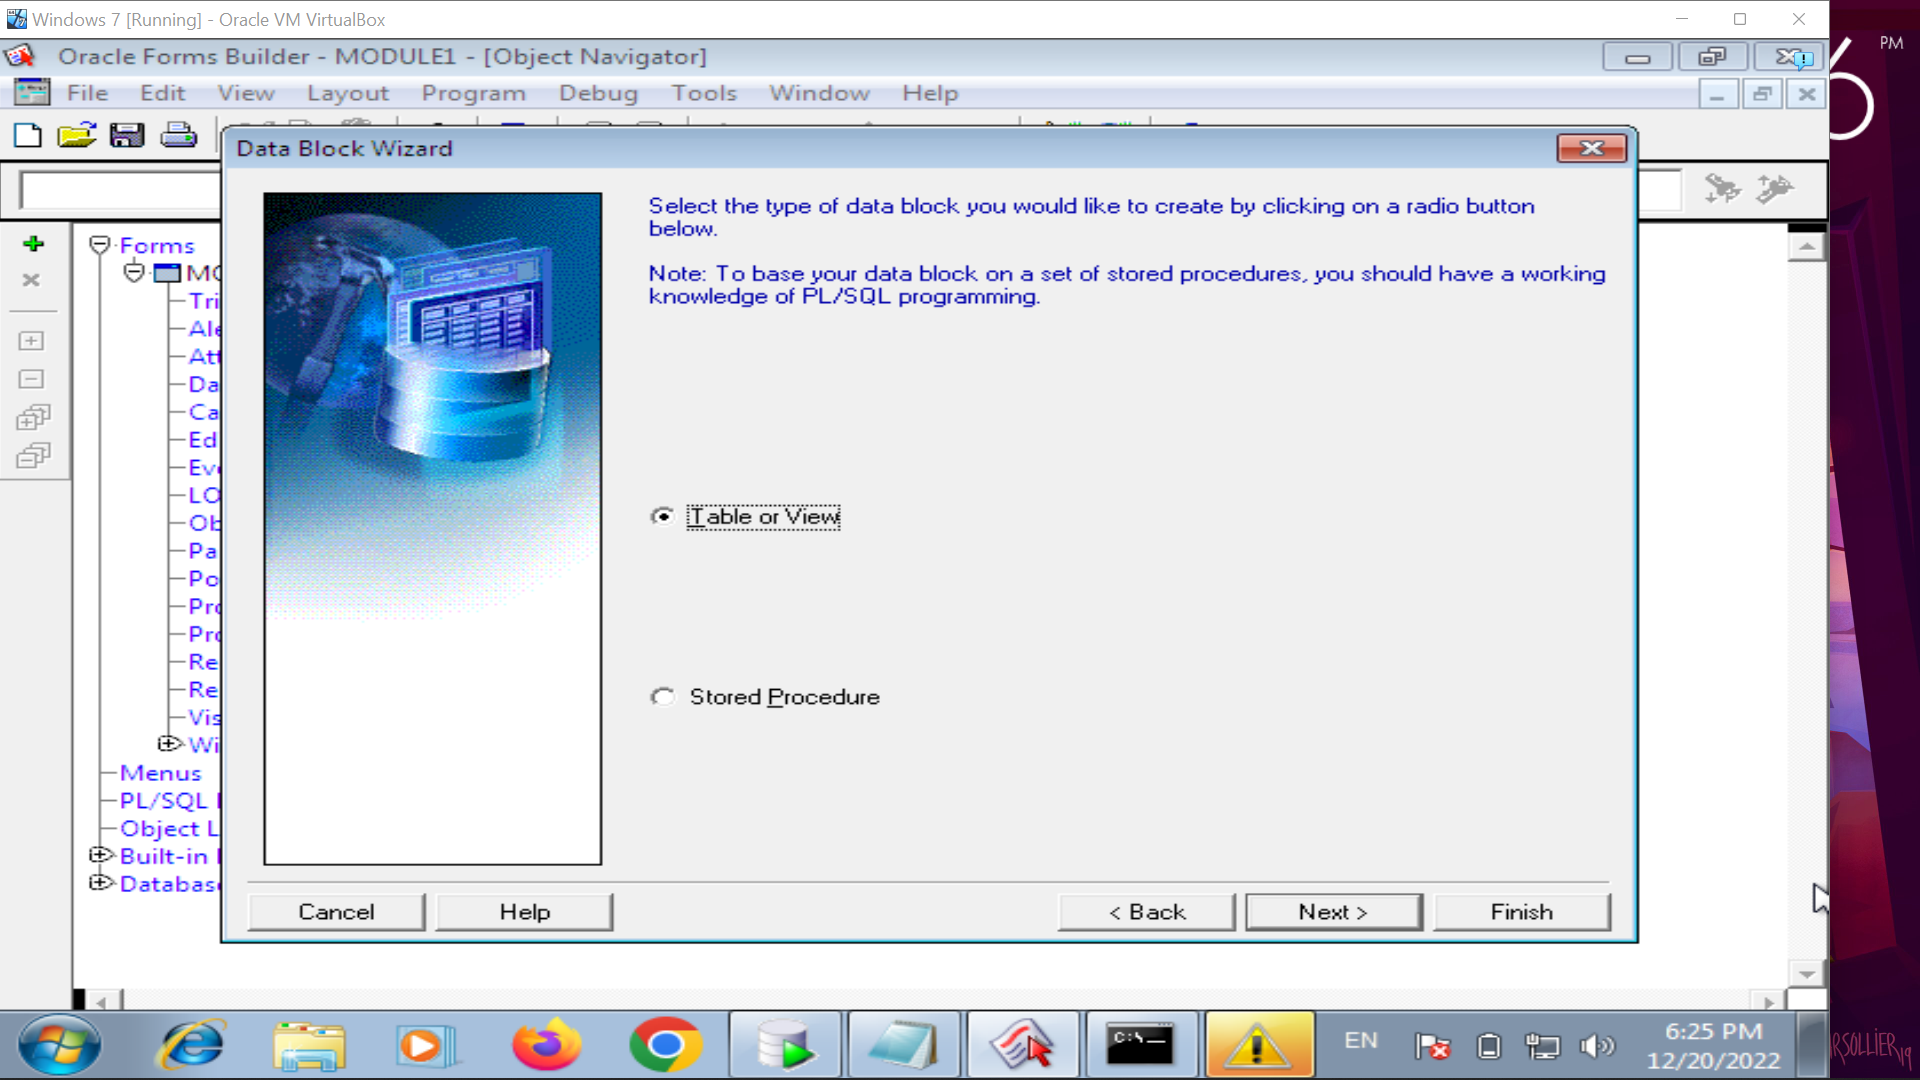 Windows 7 [Running] - Oracle VM VirtualBox
PM
Oracle Forms Builder - MODULE1 - [Object Navigator]
File Edit View Layout Program Debug Tools Window Help
Data Block Wizard
Select the type of data block you would like to create by clicking on a radio button
below.
Note: To base your data block on a set of stored procedures, you should have a working
knowledge of PL/SQL programming.
Forms
MO
Tri
Ale
Att
Da
Ca
Ed
Eve
LO
Ob
Pa
Po
Pro
Pro
Re
Re
Vis
Wi
Menus
PL/SQL
Object L
Built-in
Databas
Table or View
Stored Procedure
Cancel Help < Back Next > Finish
C:\
EN
6:25 PM
12/20/2022